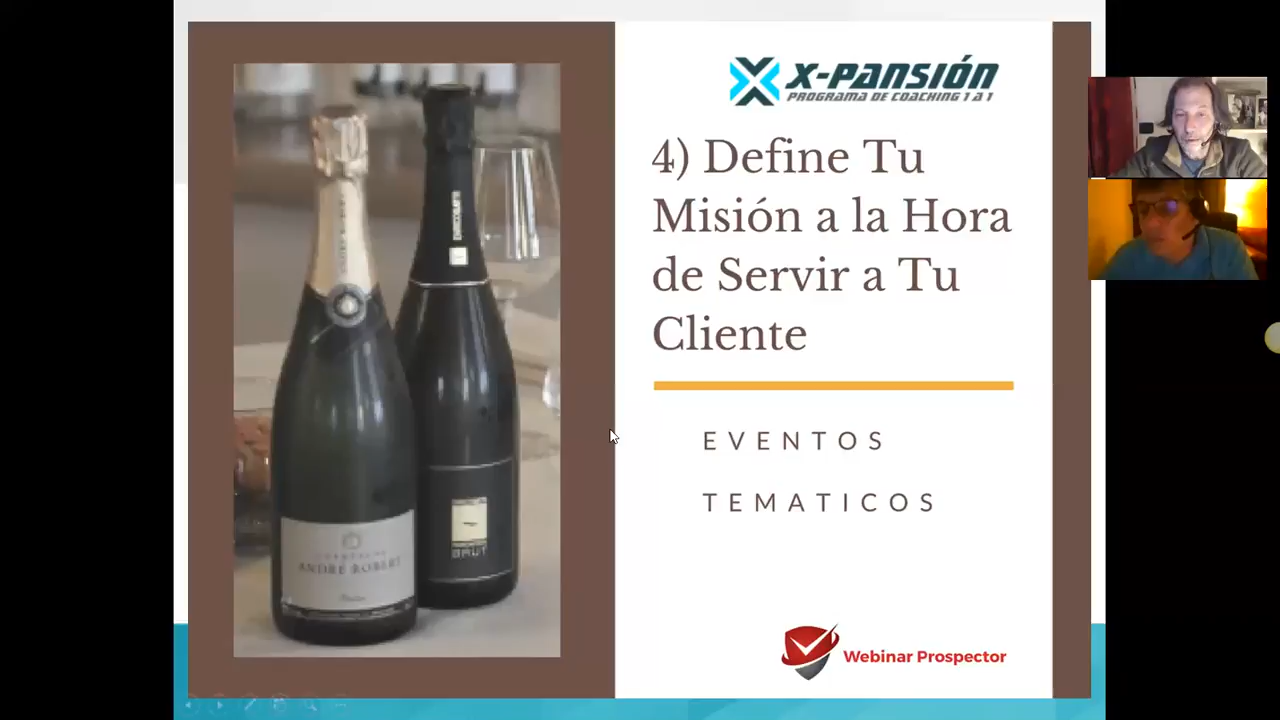 X-PANSIÓN
PROGRAMA DE COACHING 1 A 1
4) Define Tu
Misión a la Hora
de Servir a Tu
Cliente
EVENTOS
TEMATICOS
ANDRÉ ROBERT
BRUT
Webinar Prospector